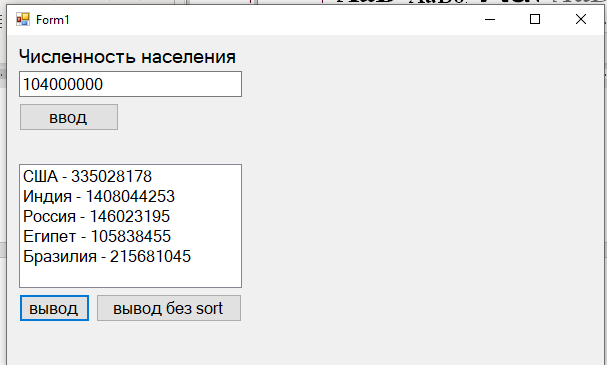 Form1
Численность населения
104000000
ввод
США - 335028178
Индия - 1408044253
Россия - 146023195
Египет - 105838455
Бразилия - 215681045
вывод вывод без sort